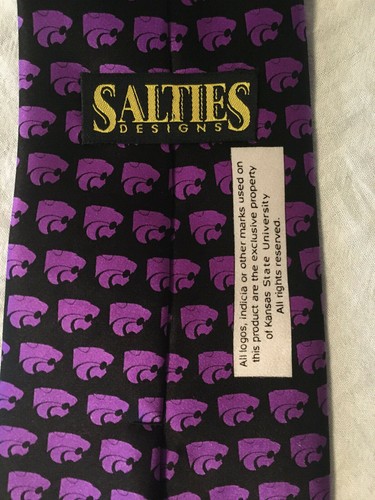 SALTIES
DESIGNS
All logos, indicia or other marks used on
this product are the exclusive property
of Kansas State University
All rights reserved.